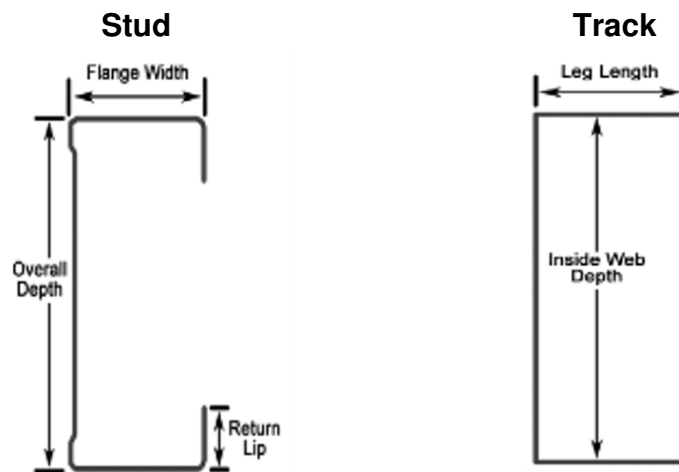 Stud
Flange Width
Overall
Depth
Return
Lip
Track
Leg Length
Inside Web
Depth